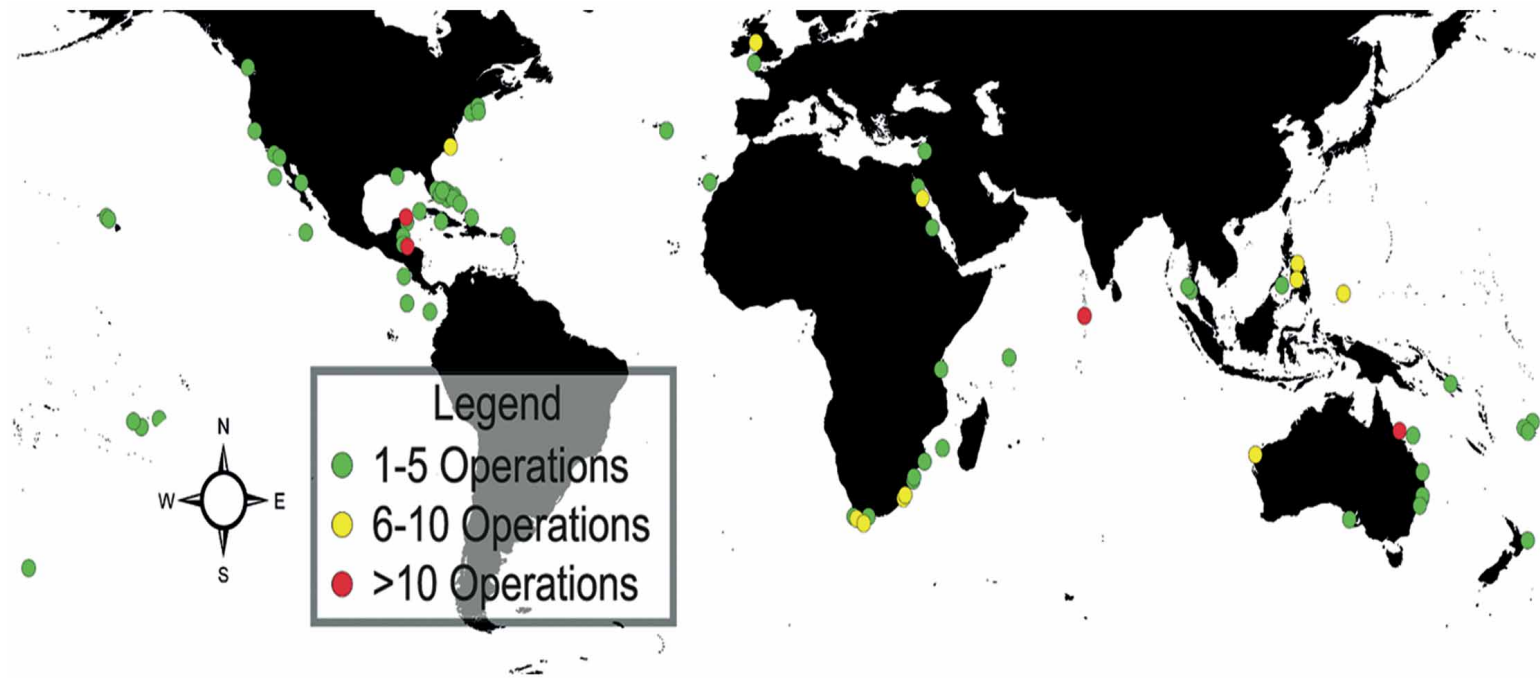 Legend
1-5 Operations
6-10 Operations
>10 Operations
N
W E
S